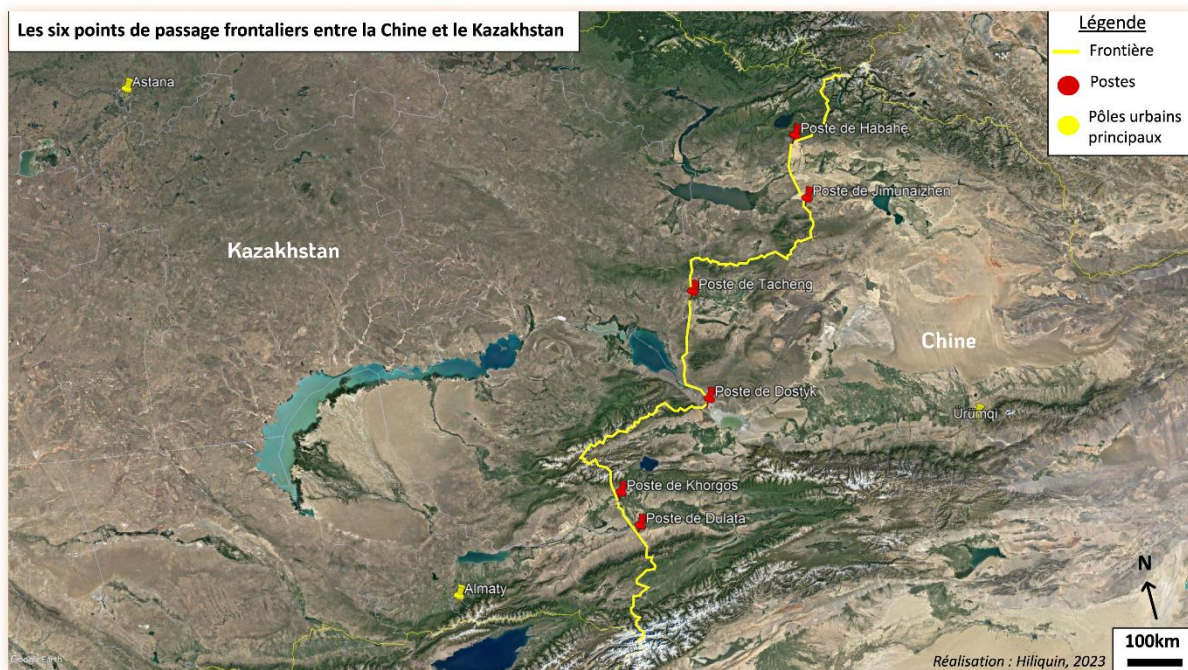 Les six points de passage frontaliers entre la Chine et le Kazakhstan
Légende
Frontière
Postes
Pôles urbains
principaux
Astana
Poste de Habahe
Poste de Jimunaizhen
Kazakhstan
Poste de Tacheng
Chine
Poste de Dostyk
Urümqi
Poste de Khorgos
Poste de Dulata
Almaty
N
100km
Google Earth
Réalisation : Hiliquin, 2023